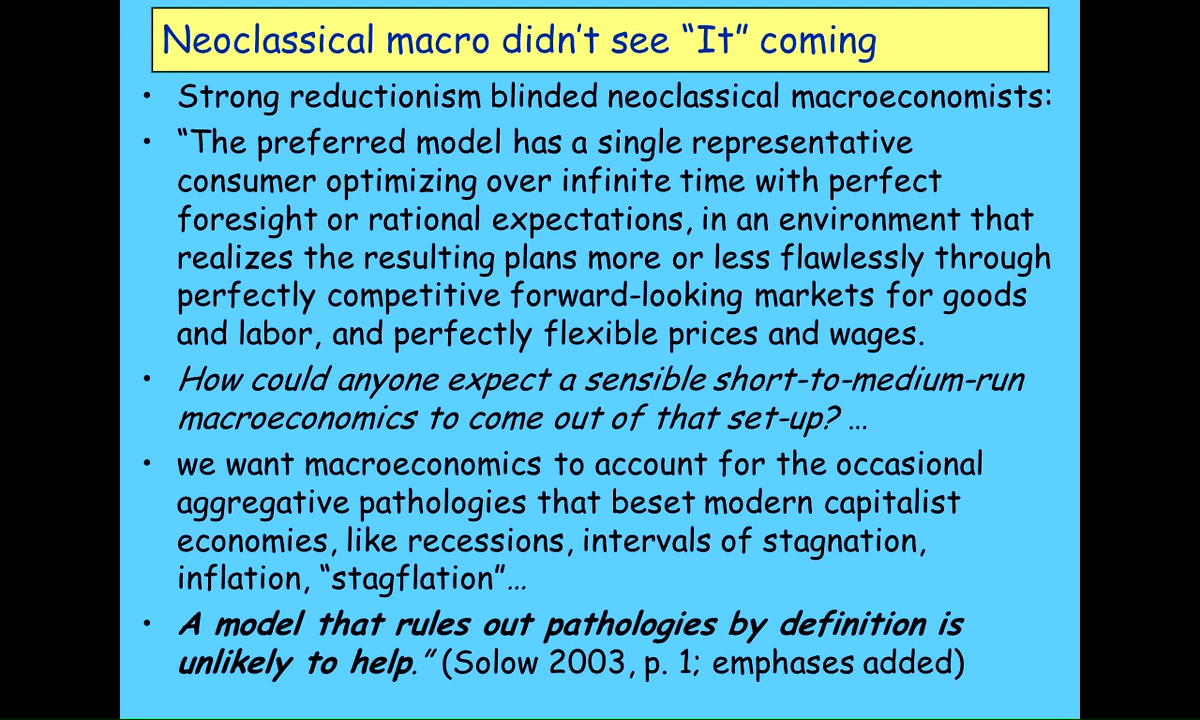 Neoclassical macro didn’t see “It” coming
• Strong reductionism blinded neoclassical macroeconomists:
• “The preferred model has a single representative
consumer optimizing over infinite time with perfect
foresight or rational expectations, in an environment that
realizes the resulting plans more or less flawlessly through
perfectly competitive forward-looking markets for goods
and labor, and perfectly flexible prices and wages.
• How could anyone expect a sensible short-to-medium-run
macroeconomics to come out of that set-up? …
• we want macroeconomics to account for the occasional
aggregative pathologies that beset modern capitalist
economies, like recessions, intervals of stagnation,
inflation, “stagflation”…
• A model that rules out pathologies by definition is
unlikely to help.” (Solow 2003, p. 1; emphases added)